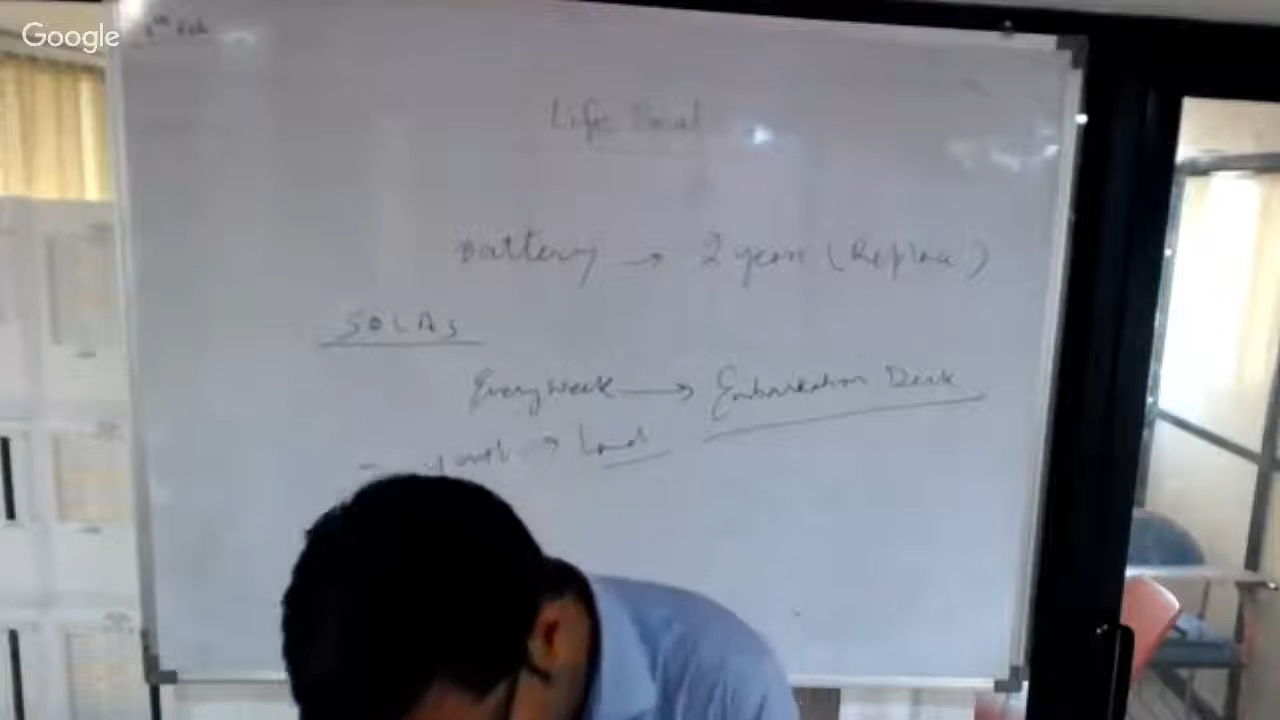 Google
Life Boat
Battery → 2 years (Replace)
SOLAS
Every week → Embarkation Deck
→ Load